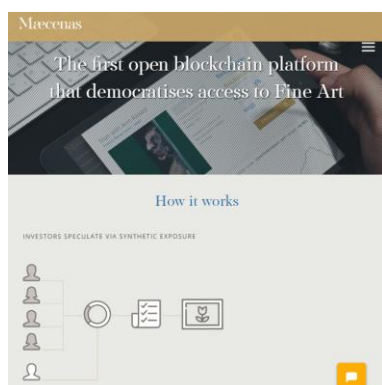 Mæcenas
The first open blockchain platform
that democratises access to Fine Art
How it works
INVESTORS SPECULATE VIA SYNTHETIC EXPOSURE